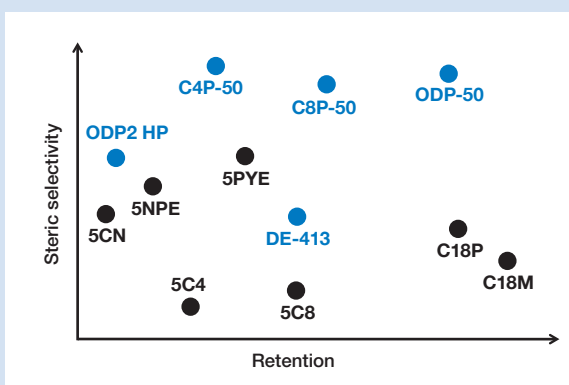 C4P-50
C8P-50
ODP-50
ODP2 HP
5PYE
5NPE
5CN
DE-413
C18P
C18M
5C4
5C8
Steric selectivity
Retention